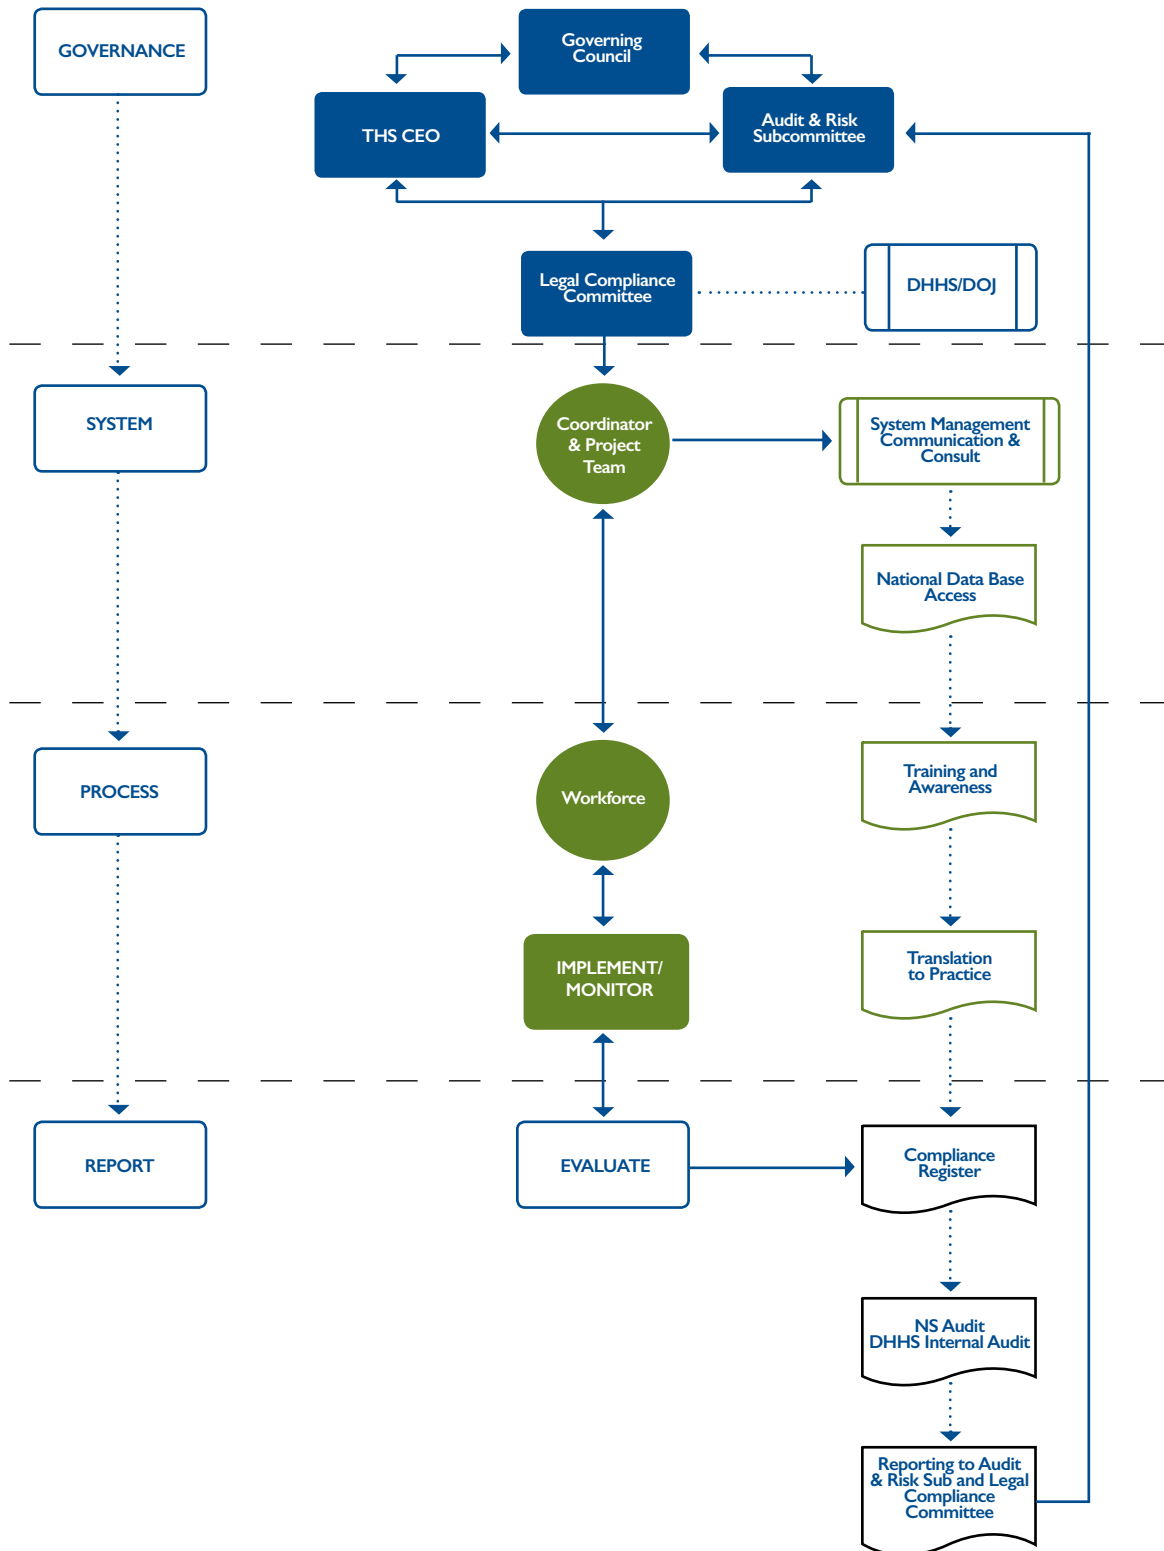 GOVERNANCE
Governing
Council
THS CEO
Audit & Risk
Subcommittee
Legal Compliance
Committee
DHHS/DOJ
SYSTEM
Coordinator
& Project
Team
System Management
Communication &
Consult
National Data Base
Access
PROCESS
Workforce
Training and
Awareness
IMPLEMENT/
MONITOR
Translation
to Practice
REPORT
EVALUATE
Compliance
Register
NS Audit
DHHS Internal Audit
Reporting to Audit
& Risk Sub and Legal
Compliance
Committee